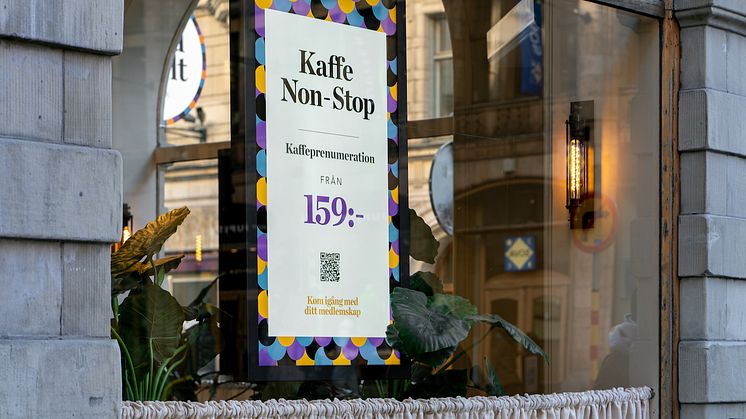 Kaffe
Non-Stop
Kaffeprenumeration
FRÅN
159:-
Kom igång med
ditt medlemskap